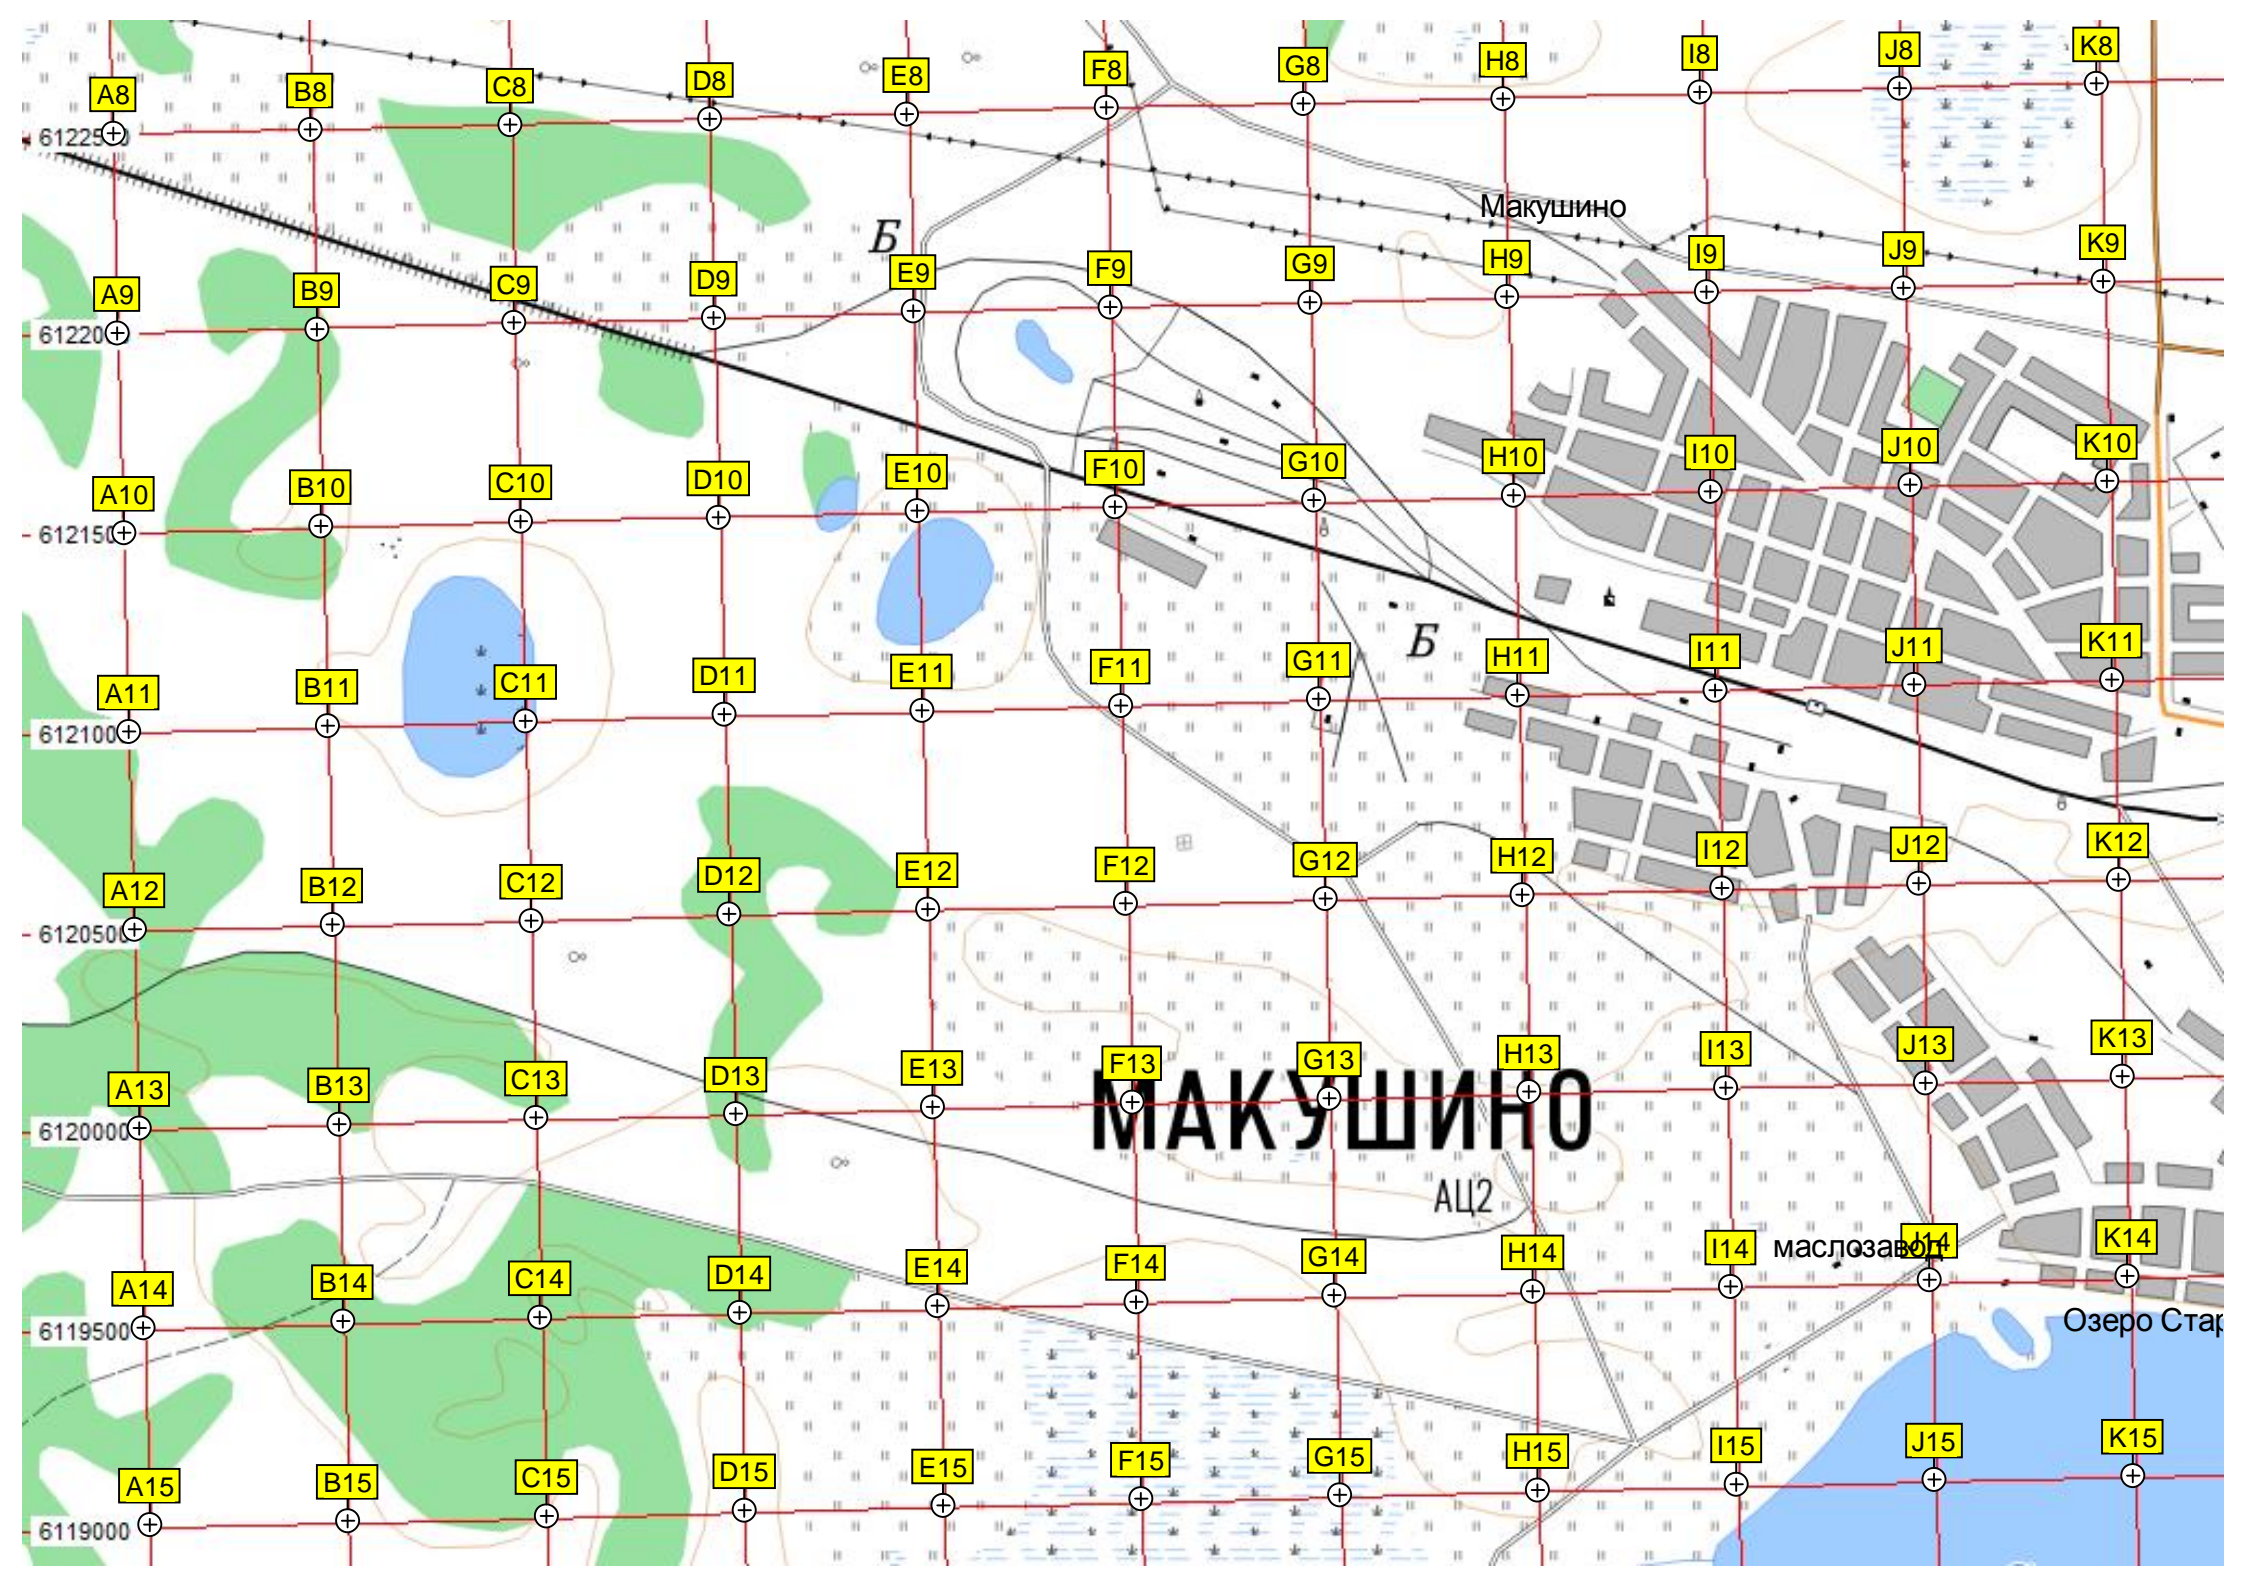 A8 B8 C8 D8 E8 F8 G8 H8 I8 J8 K8
6122500
Макушино
Б
A9 B9 C9 D9 E9 F9 G9 H9 I9 J9 K9
6122000
A10 B10 C10 D10 E10 F10 G10 H10 I10 J10 K10
6121500
Б
A11 B11 C11 D11 E11 F11 G11 H11 I11 J11 K11
6121000
A12 B12 C12 D12 E12 F12 G12 H12 I12 J12 K12
6120500
A13 B13 C13 D13 E13 F13 G13 H13 I13 J13 K13
МАКУШИНО
6120000
АЦ2
A14 B14 C14 D14 E14 F14 G14 H14 I14 маслозавод J14 K14
6119500
Озеро Стар
A15 B15 C15 D15 E15 F15 G15 H15 I15 J15 K15
6119000